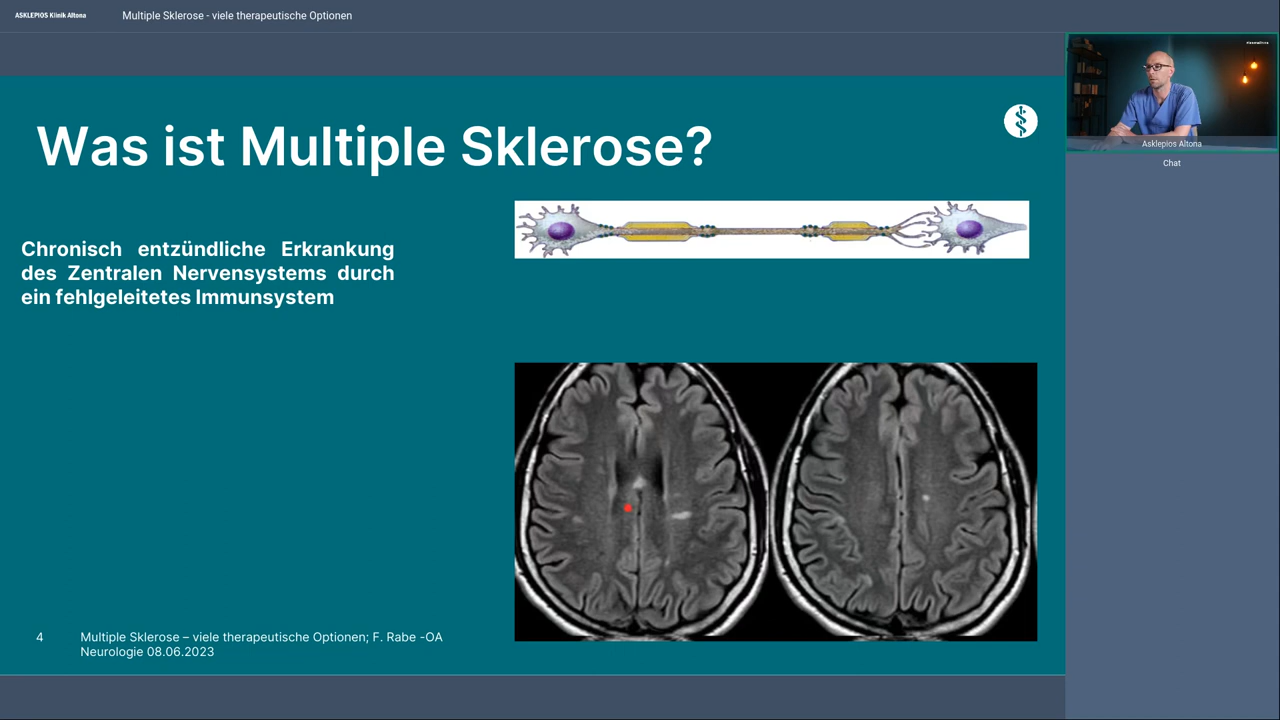 ASKLEPIOS Klinik Altona
Multiple Sklerose - viele therapeutische Optionen
Was ist Multiple Sklerose?
Chronisch entzündliche Erkrankung
des Zentralen Nervensystems durch
ein fehlgeleitetes Immunsystem
4
Multiple Sklerose – viele therapeutische Optionen; F. Rabe -OA
Neurologie 08.06.2023
Asklepios Altona
Chat